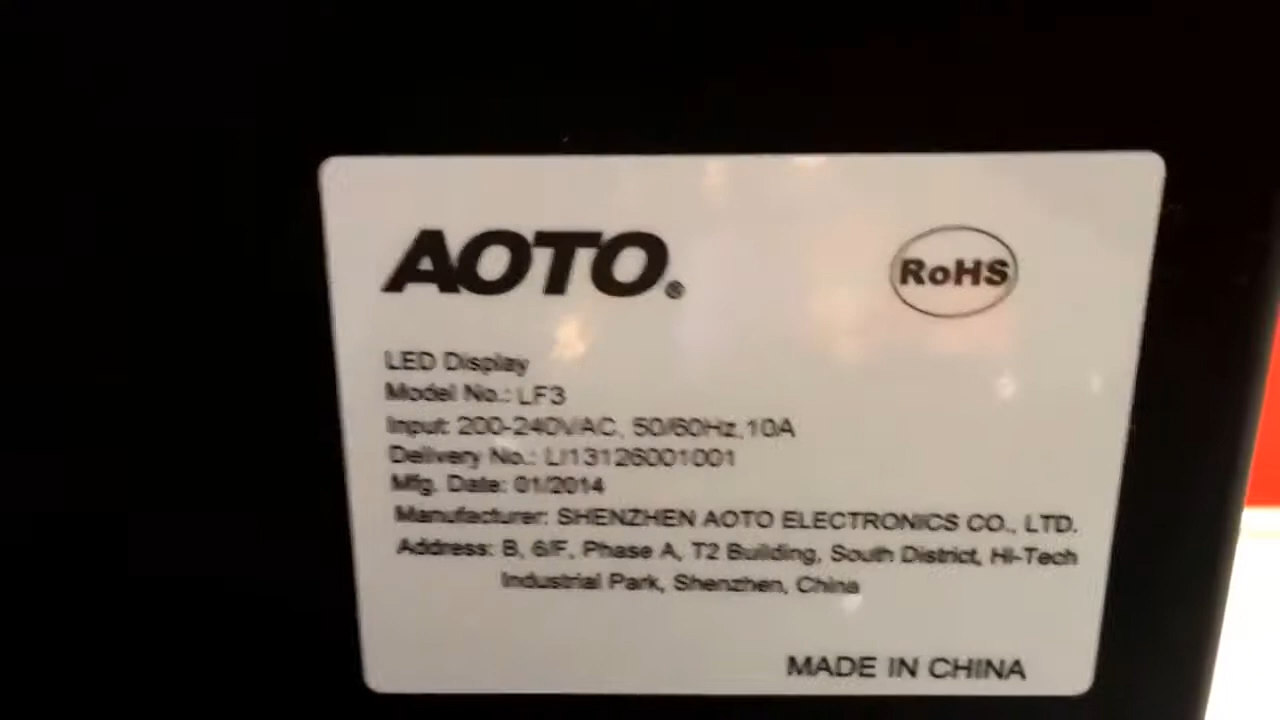 AOTO®
RoHS
LED Display
Model No.: LF3
Input: 200-240VAC, 50/60Hz,10A
Delivery No.: LI13126001001
Mfg. Date: 01/2014
Manufacturer: SHENZHEN AOTO ELECTRONICS CO., LTD.
Address: B, 6/F, Phase A, T2 Building, South District, Hi-Tech
Industrial Park, Shenzhen, China
MADE IN CHINA